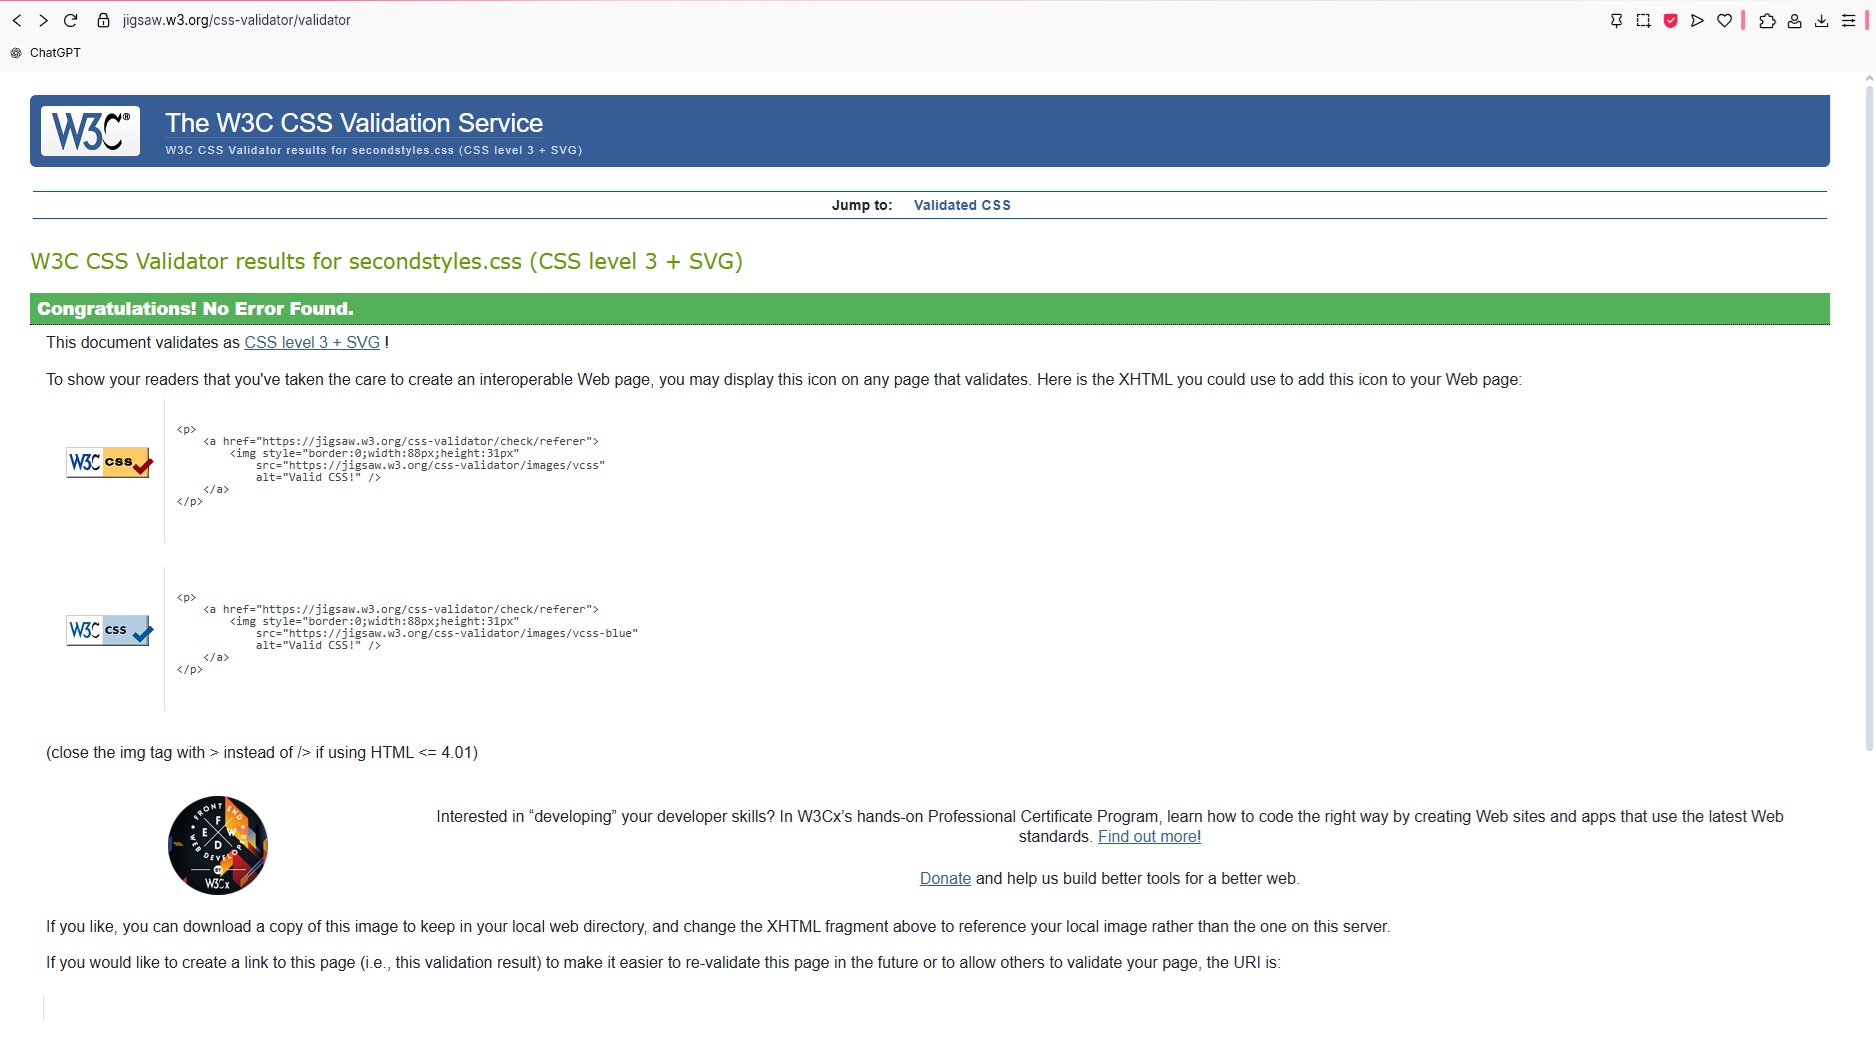 jigsaw.w3.org/css-validator/validator
ChatGPT
W3C®
The W3C CSS Validation Service
W3C CSS Validator results for secondstyles.css (CSS level 3 + SVG)
Jump to: Validated CSS
W3C CSS Validator results for secondstyles.css (CSS level 3 + SVG)
Congratulations! No Error Found.
This document validates as CSS level 3 + SVG !
To show your readers that you've taken the care to create an interoperable Web page, you may display this icon on any page that validates. Here is the XHTML you could use to add this icon to your Web page:
W3C css
<p>
<a href="https://jigsaw.w3.org/css-validator/check/referer">
<img style="border:0;width:88px;height:31px"
src="https://jigsaw.w3.org/css-validator/images/vcss"
alt="Valid CSS!" />
</a>
</p>
W3C css
<p>
<a href="https://jigsaw.w3.org/css-validator/check/referer">
<img style="border:0;width:88px;height:31px"
src="https://jigsaw.w3.org/css-validator/images/vcss-blue"
alt="Valid CSS!" />
</a>
</p>
(close the img tag with > instead of /> if using HTML <= 4.01)
FRONT END
F
E W
D
WEB DEVELOPER
BY
W3Cx
Interested in “developing” your developer skills? In W3Cx’s hands-on Professional Certificate Program, learn how to code the right way by creating Web sites and apps that use the latest Web
standards. Find out more!
Donate and help us build better tools for a better web.
If you like, you can download a copy of this image to keep in your local web directory, and change the XHTML fragment above to reference your local image rather than the one on this server.
If you would like to create a link to this page (i.e., this validation result) to make it easier to re-validate this page in the future or to allow others to validate your page, the URI is: